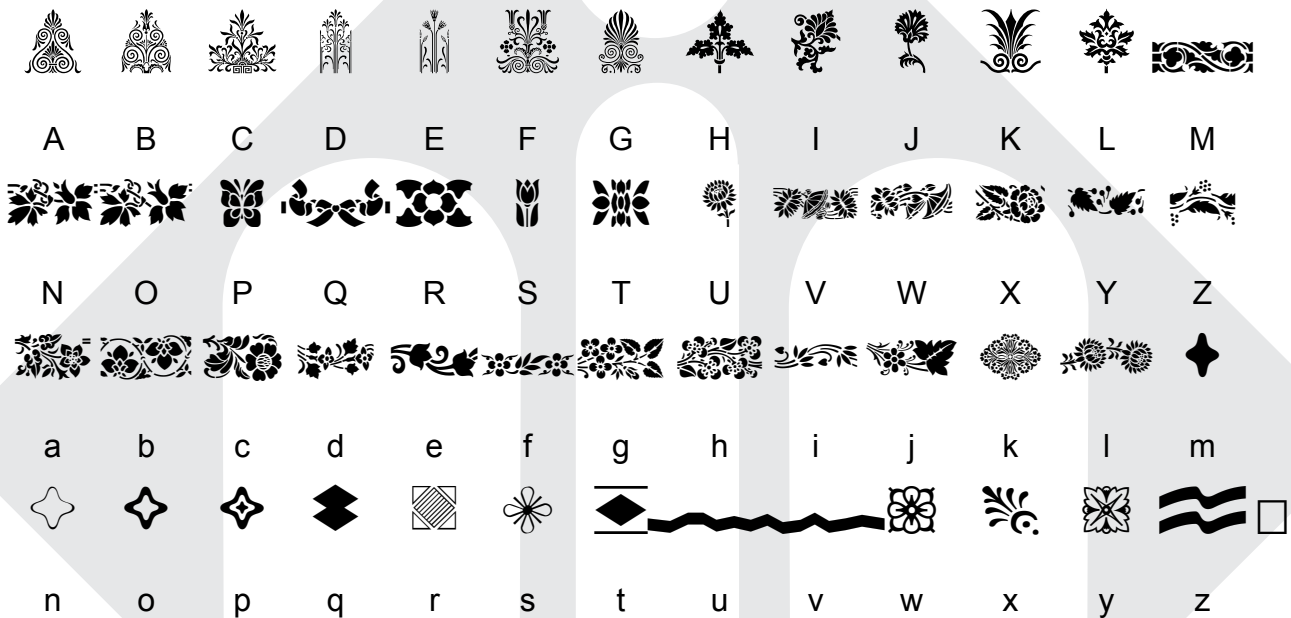 A B C D E F G H I J K L M
N O P Q R S T U V W X Y Z
a b c d e f g h i j k l m
n o p q r s t u v w x y z